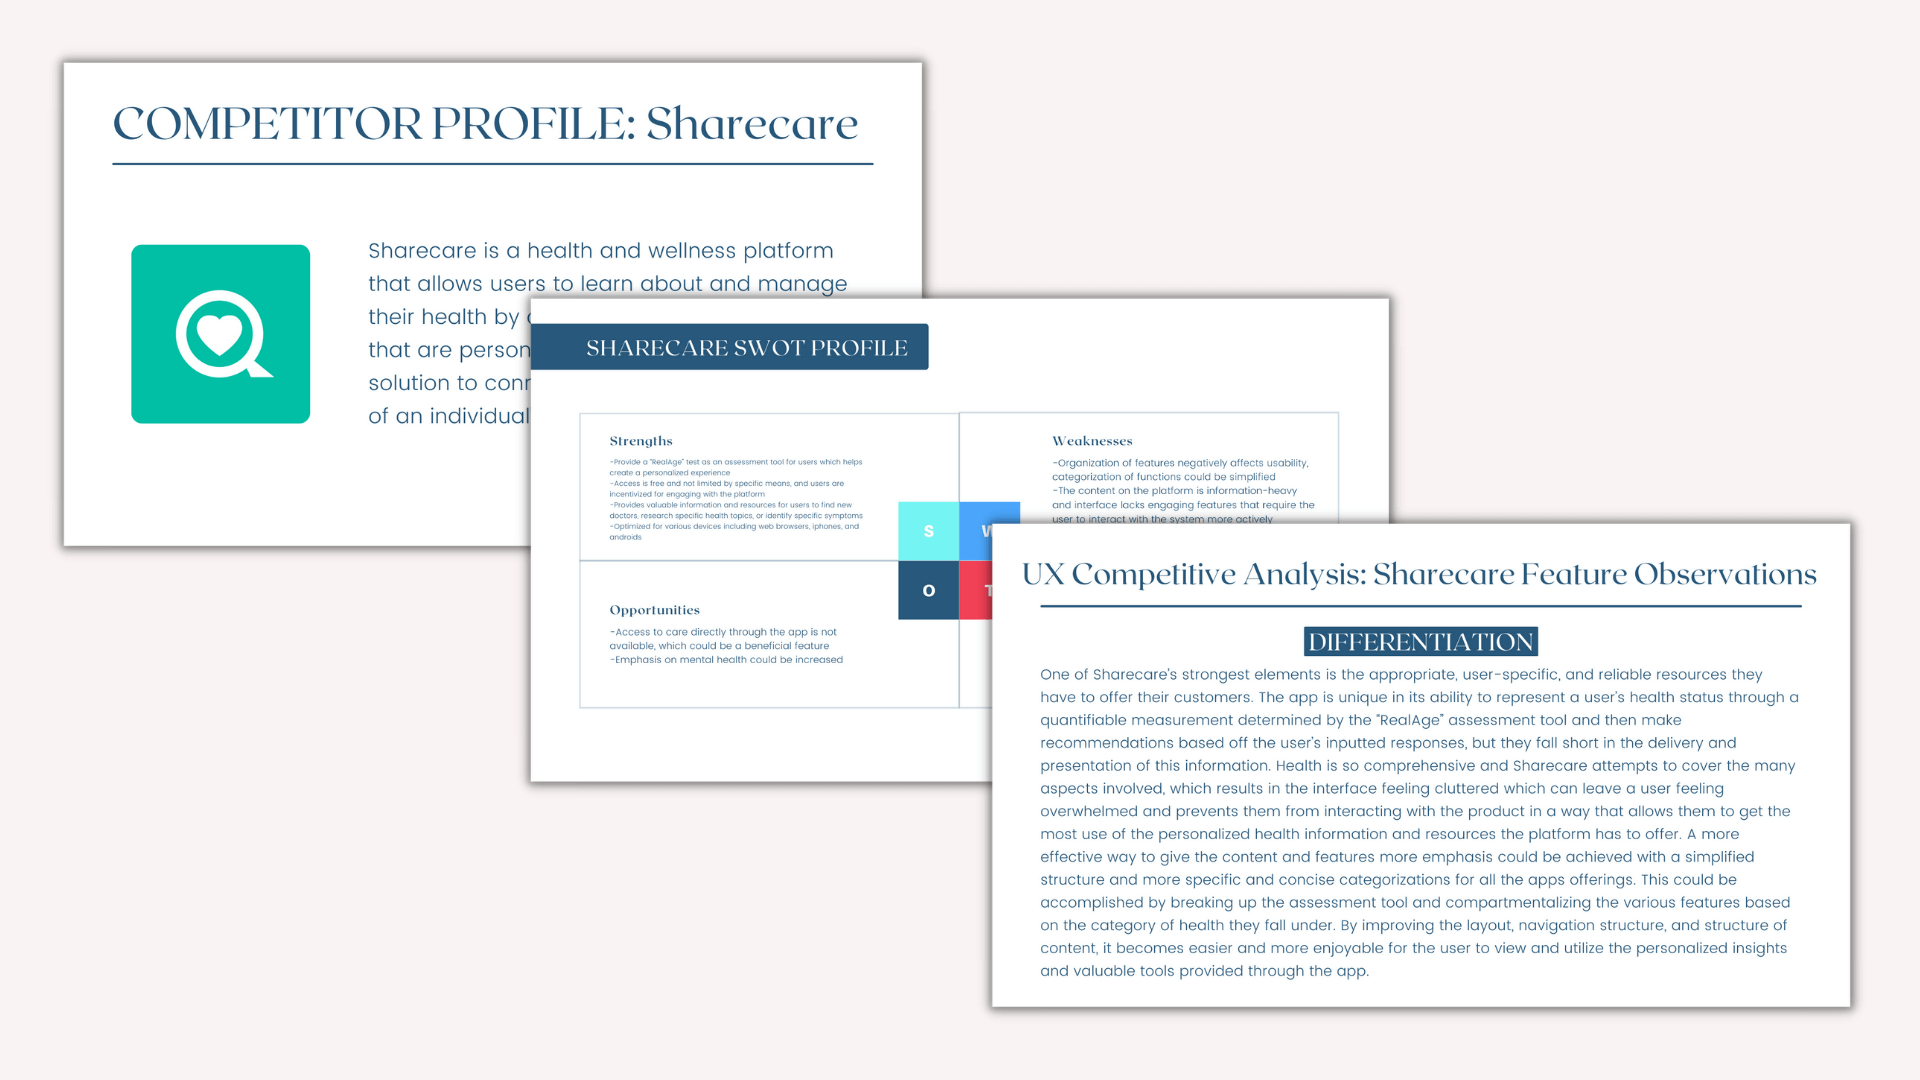 COMPETITOR PROFILE: Sharecare
Sharecare is a health and wellness platform
that allows users to learn about and manage
their health by
that are person
solution to con
of an individual
SHARECARE SWOT PROFILE
Strengths
-Provide a "RealAge" test as an assessment tool for users which helps
create a personalized experience
-Access is free and not limited by specific means, and users are
incentivized for engaging with the platform
-Provides valuable information and resources for users to find new
doctors, research specific health topics, or identify specific symptoms
-Optimized for various devices including web browsers, iphones, and
androids
Weaknesses
-Organization of features negatively affects usability,
categorization of functions could be simplified
-The content on the platform is information-heavy
and interface lacks engaging features that require the
user to interact with the system more actively
S
W
O
T
Opportunities
-Access to care directly through the app is not
available, which could be a beneficial feature
-Emphasis on mental health could be increased
UX Competitive Analysis: Sharecare Feature Observations
DIFFERENTIATION
One of Sharecare's strongest elements is the appropriate, user-specific, and reliable resources they
have to offer their customers. The app is unique in its ability to represent a user's health status through a
quantifiable measurement determined by the "RealAge" assessment tool and then make
recommendations based off the user's inputted responses, but they fall short in the delivery and
presentation of this information. Health is so comprehensive and Sharecare attempts to cover the many
aspects involved, which results in the interface feeling cluttered which can leave a user feeling
overwhelmed and prevents them from interacting with the product in a way that allows them to get the
most use of the personalized health information and resources the platform has to offer. A more
effective way to give the content and features more emphasis could be achieved with a simplified
structure and more specific and concise categorizations for all the apps offerings. This could be
accomplished by breaking up the assessment tool and compartmentalizing the various features based
on the category of health they fall under. By improving the layout, navigation structure, and structure of
content, it becomes easier and more enjoyable for the user to view and utilize the personalized insights
and valuable tools provided through the app.